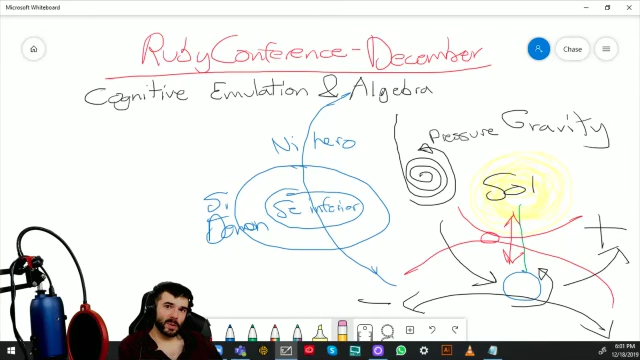 Microsoft Whiteboard
RubyConference-December
Chase
Cognitive Emulation & Algebra
Pressure Gravity
Ni hero
Sol
Si
Demon
Se inferior
6:01 PM
12/18/2016